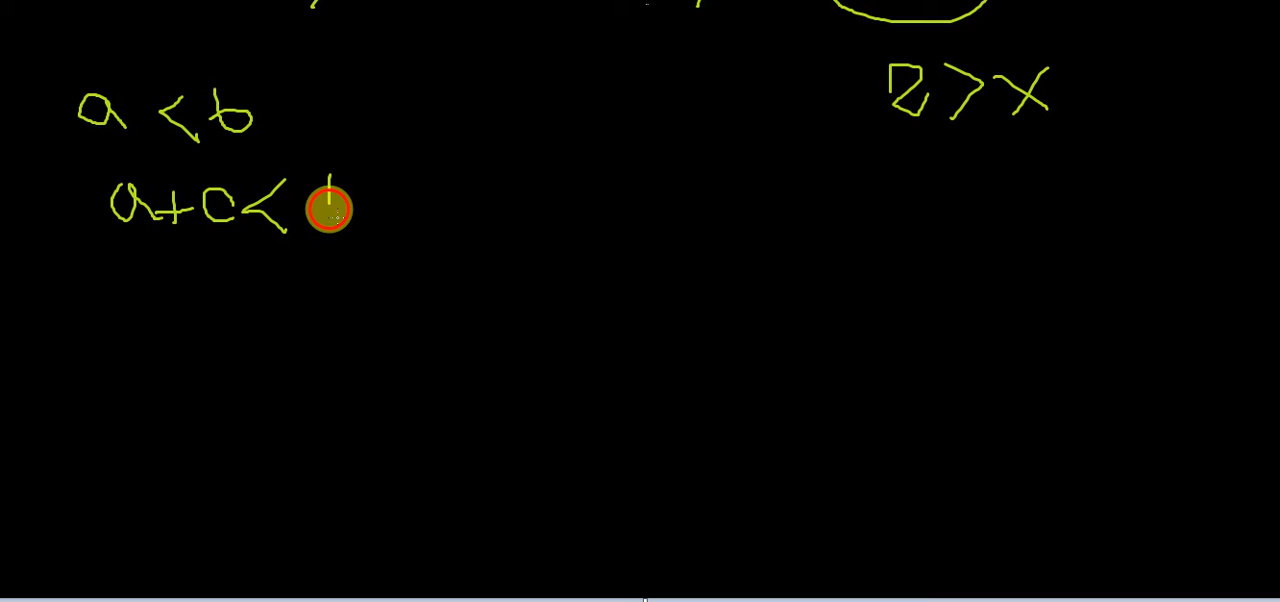 a < b
a + c <
2 > x